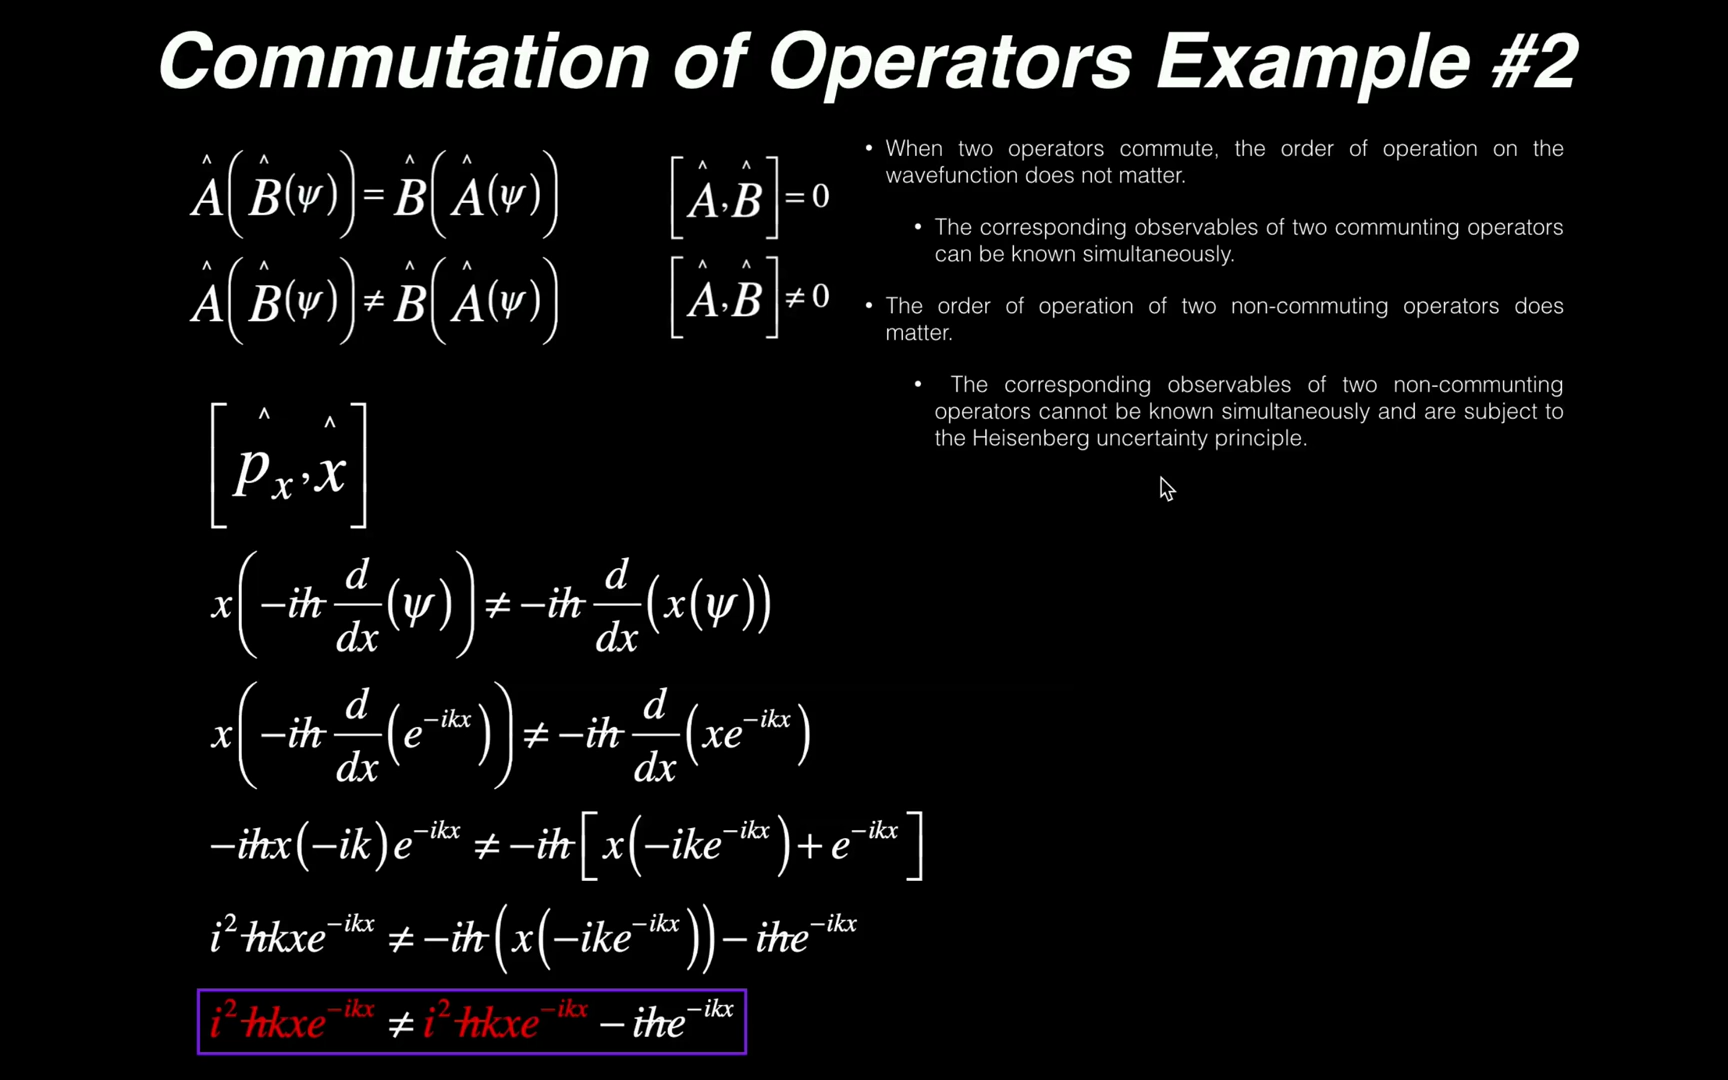 Commutation of Operators Example #2
Â(B̂(ψ)) = B̂(Â(ψ))
[Â,B̂] = 0
Â(B̂(ψ)) ≠ B̂(Â(ψ))
[Â,B̂] ≠ 0
• When two operators commute, the order of operation on the
wavefunction does not matter.
• The corresponding observables of two communting operators
can be known simultaneously.
• The order of operation of two non-commuting operators does
matter.
• The corresponding observables of two non-communting
operators cannot be known simultaneously and are subject to
the Heisenberg uncertainty principle.
[p̂ₓ,x̂]
x(−iħ d/dx (ψ)) ≠ −iħ d/dx (x(ψ))
x(−iħ d/dx (e^{−ikx})) ≠ −iħ d/dx (xe^{−ikx})
−iħx(−ik)e^{−ikx} ≠ −iħ[x(−ike^{−ikx}) + e^{−ikx}]
i²ħkxe^{−ikx} ≠ −iħ(x(−ike^{−ikx})) − iħe^{−ikx}
i²ħkxe^{−ikx} ≠ i²ħkxe^{−ikx} − iħe^{−ikx}